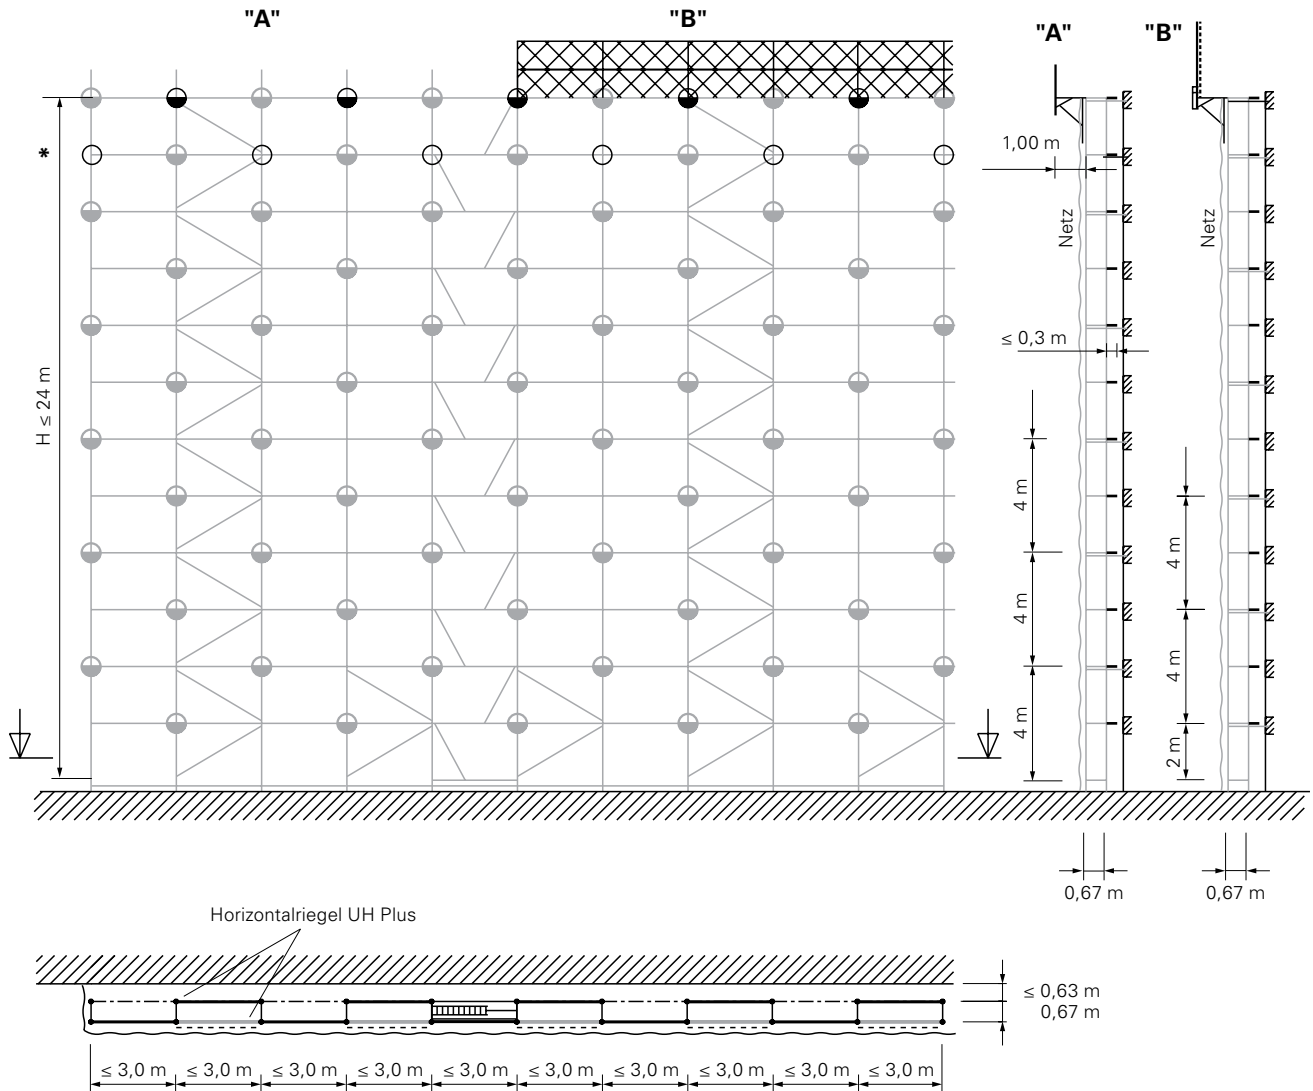 "A"
"B"
"A"
"B"
*
1,00 m
Netz
Netz
≤ 0,3 m
H ≤ 24 m
4 m
4 m
4 m
4 m
4 m
2 m
0,67 m
0,67 m
Horizontalriegel UH Plus
≤ 0,63 m
0,67 m
≤ 3,0 m
≤ 3,0 m
≤ 3,0 m
≤ 3,0 m
≤ 3,0 m
≤ 3,0 m
≤ 3,0 m
≤ 3,0 m
≤ 3,0 m
≤ 3,0 m